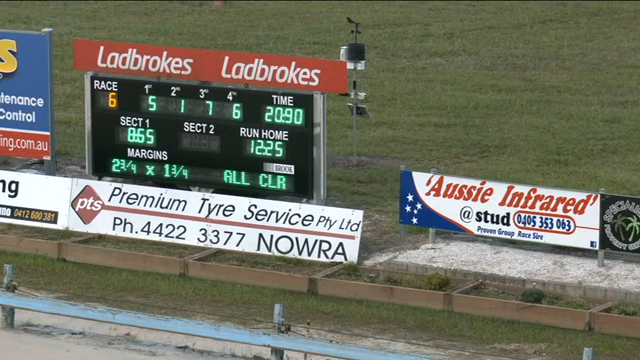 Ladbrokes Ladbrokes
RACE 1ST 2ND 3RD 4TH TIME
6 5 1 7 6 20:90
SECT 1 SECT 2 RUN HOME
8:65 12:25
MARGINS BROOK
2 3/4 x 1 3/4 ALL CLR
ntenance
Control
ng.com.au
ng
0412 600 381
pts Premium Tyre Service Pty Ltd
Ph.4422 3377 NOWRA
'Aussie Infrared'
@ stud 0405 353 063
Proven Group Race Sire